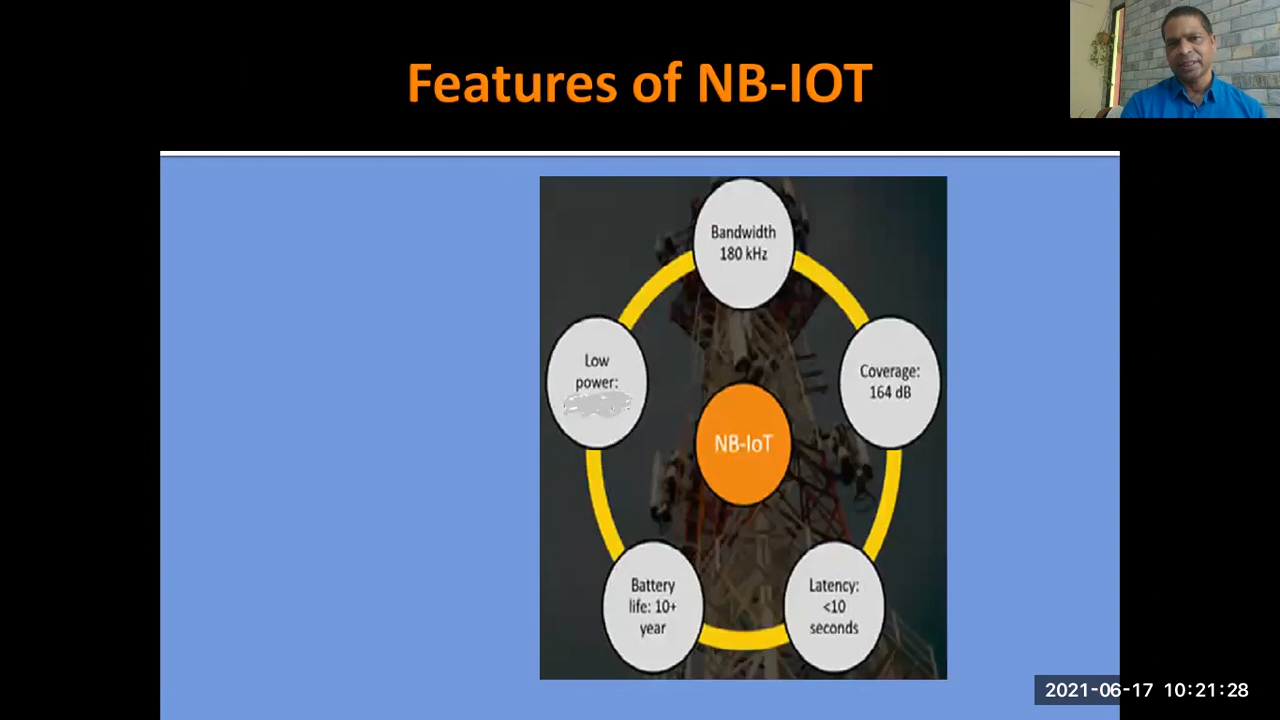 Features of NB-IOT
Bandwidth
180 kHz
Low
power:
Coverage:
164 dB
NB-IoT
Battery
life: 10+
year
Latency:
<10
seconds
2021-06-17 10:21:28